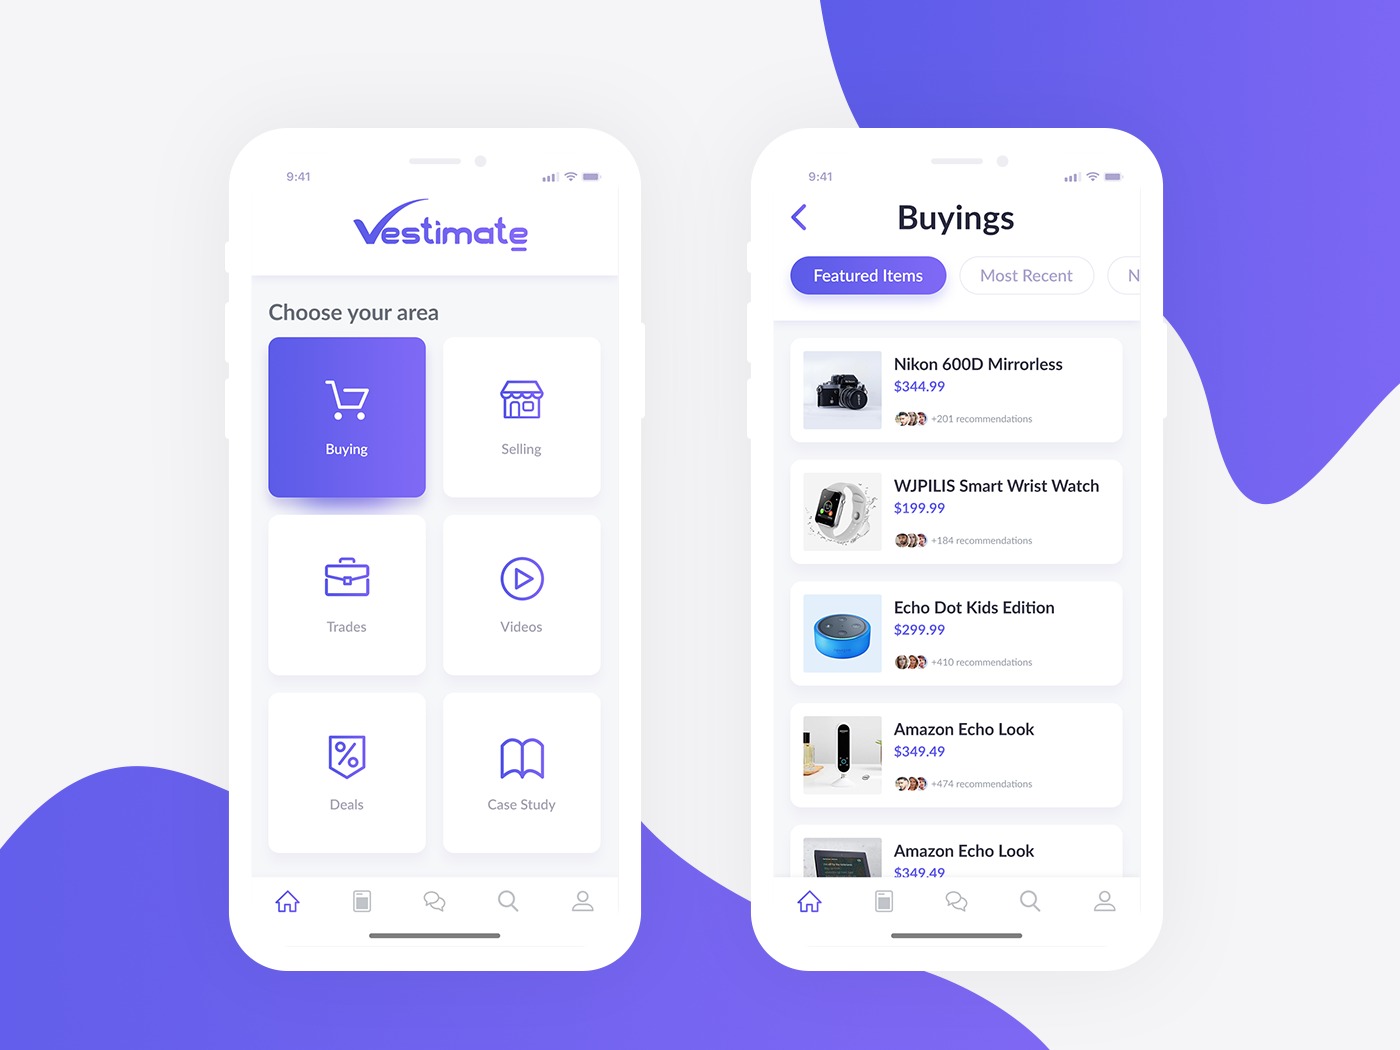 9:41
Vestimate
Choose your area
Buying
Selling
Trades
Videos
Deals
Case Study
9:41
Buyings
Featured Items
Most Recent
N
Nikon 600D Mirrorless
$344.99
+201 recommendations
WJPILIS Smart Wrist Watch
$199.99
+184 recommendations
Echo Dot Kids Edition
$299.99
+410 recommendations
Amazon Echo Look
$349.49
+474 recommendations
Amazon Echo Look
$349.49